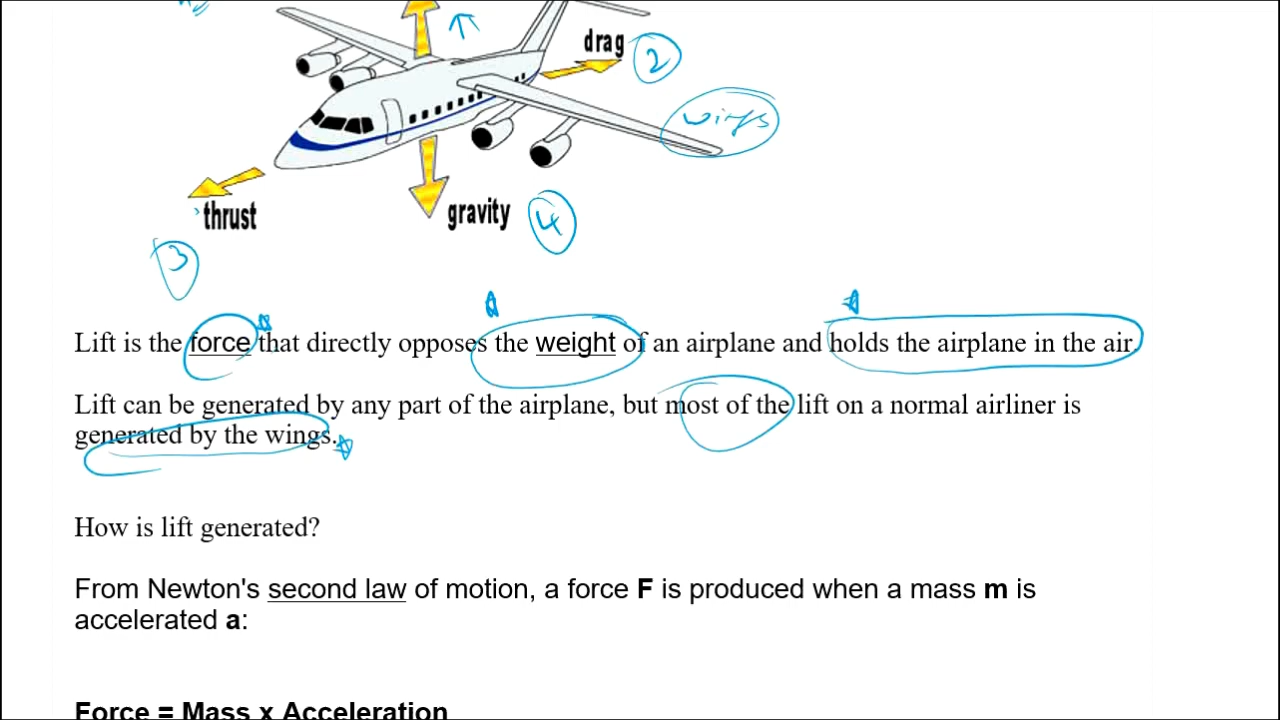 drag
2
wings
thrust
gravity
4
3
Lift is the force that directly opposes the weight of an airplane and holds the airplane in the air.
Lift can be generated by any part of the airplane, but most of the lift on a normal airliner is
generated by the wings.
How is lift generated?
From Newton's second law of motion, a force F is produced when a mass m is
accelerated a:
Force = Mass x Acceleration